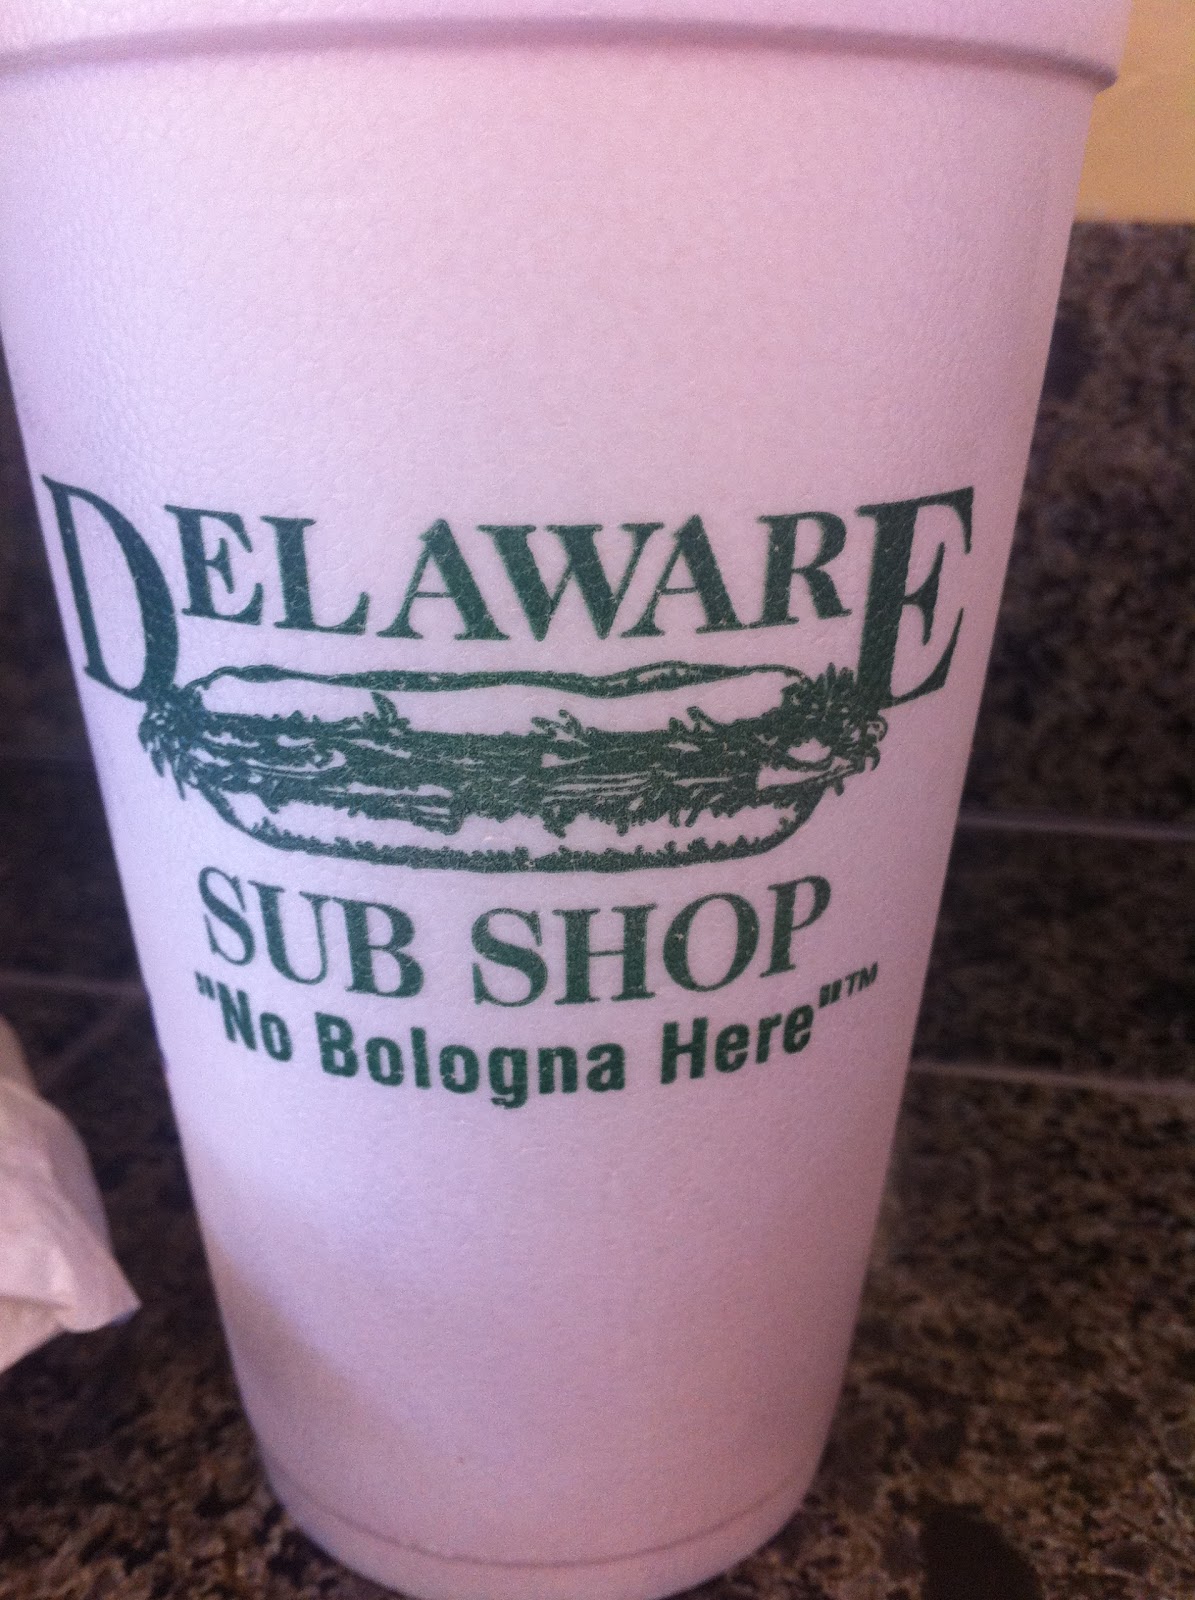 DELAWARE
SUB SHOP
"No Bologna Here"™